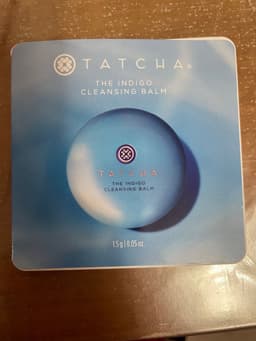 TATCHA®
THE INDIGO
CLEANSING BALM
TATCHA
THE INDIGO
CLEANSING BALM
1.5 g | 0.05 oz